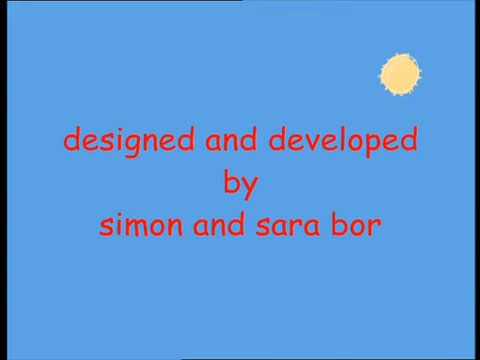 designed and developed
by
simon and sara bor